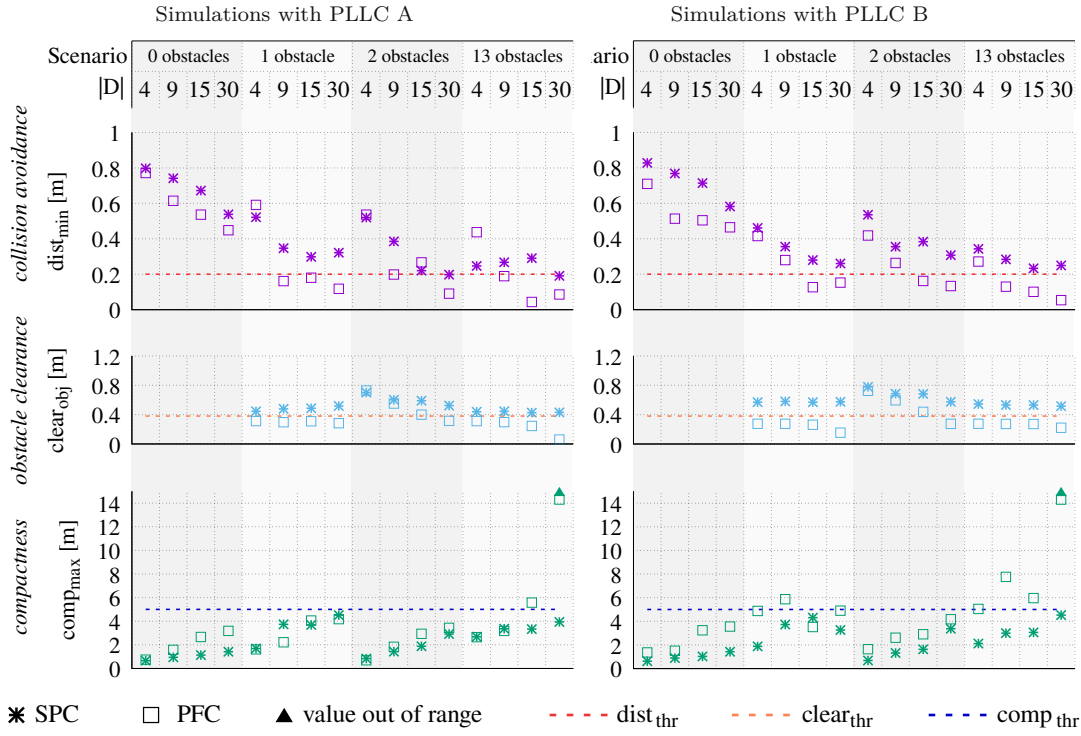 Simulations with PLLC A
Simulations with PLLC B
Scenario 0 obstacles 1 obstacle 2 obstacles 13 obstacles
|D| 4 9 15 30 4 9 15 30 4 9 15 30 4 9 15 30
collision avoidance
dist_min [m]
1
0.8
0.6
0.4
0.2
0
obstacle clearance
clear_obj [m]
1.2
0.8
0.4
0
compactness
comp_max [m]
14
12
10
8
6
4
2
0
ario 0 obstacles 1 obstacle 2 obstacles 13 obstacles
|D| 4 9 15 30 4 9 15 30 4 9 15 30 4 9 15 30
dist_min [m]
1
0.8
0.6
0.4
0.2
0
clear_obj [m]
1.2
0.8
0.4
0
comp_max [m]
14
12
10
8
6
4
2
0
SPC PFC value out of range dist_thr clear_thr comp_thr